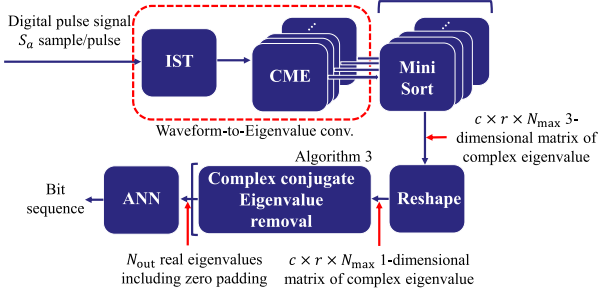 Digital pulse signal
S_a sample/pulse
IST
CME
...
Mini
Sort
...
Waveform-to-Eigenvalue conv.
c × r × N_max 3-
dimensional matrix of
complex eigenvalue
Algorithm 3
Bit
sequence
ANN
Complex conjugate
Eigenvalue
removal
Reshape
N_out real eigenvalues
including zero padding
c × r × N_max 1-dimensional
matrix of complex eigenvalue